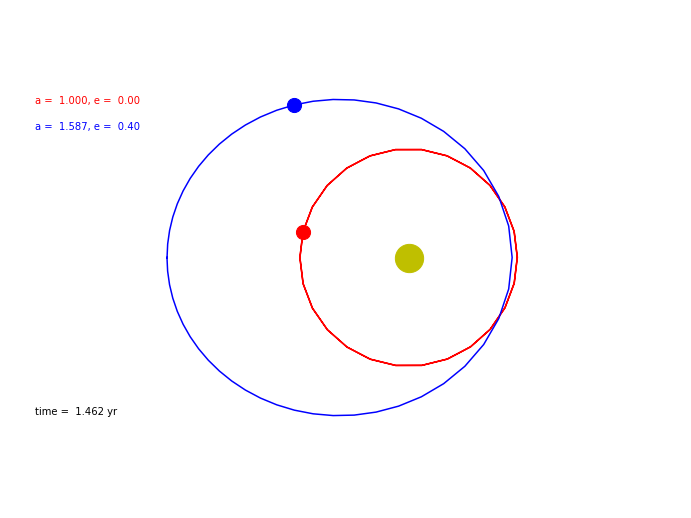 a =  1.000, e =  0.00
a =  1.587, e =  0.40
time =  1.462 yr